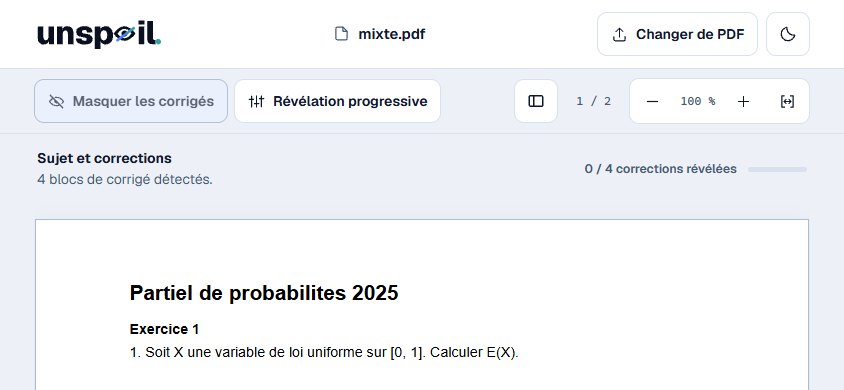 unspoil.
mixte.pdf
Changer de PDF
Masquer les corrigés
Révélation progressive
1 / 2
100 %
Sujet et corrections
4 blocs de corrigé détectés.
0 / 4 corrections révélées
Partiel de probabilites 2025
Exercice 1
1. Soit X une variable de loi uniforme sur [0, 1]. Calculer E(X).